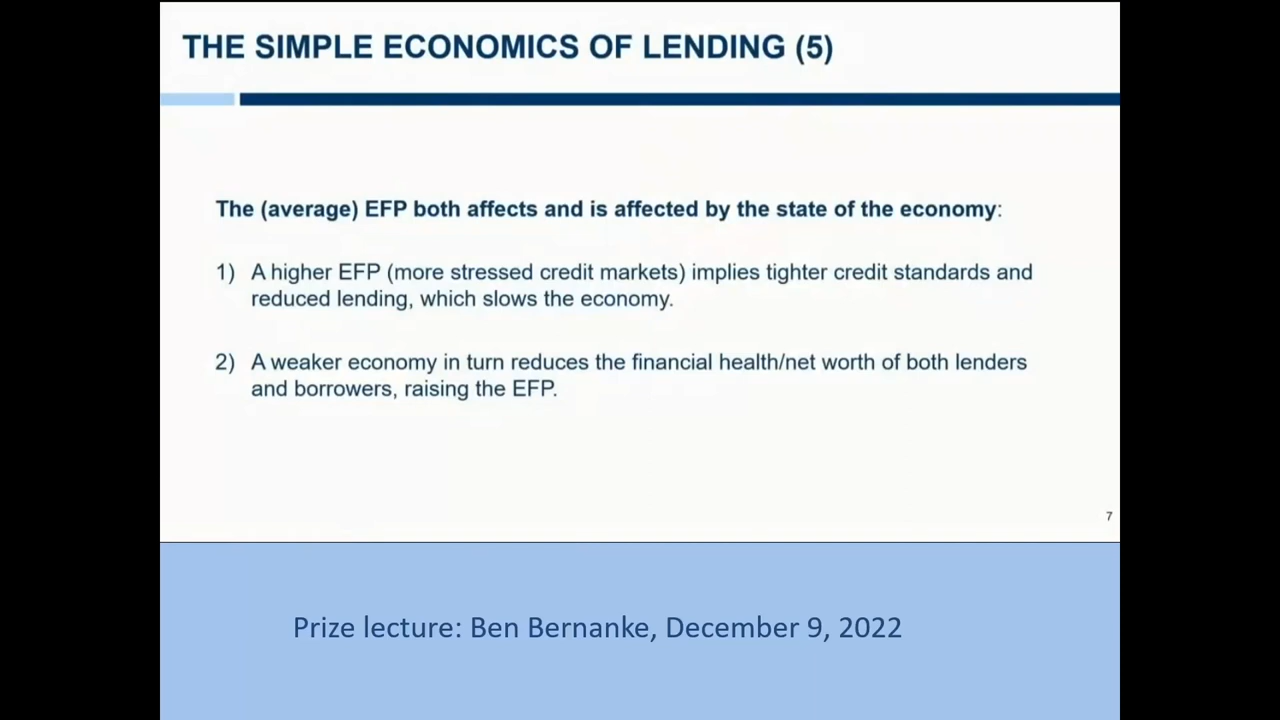 THE SIMPLE ECONOMICS OF LENDING (5)
The (average) EFP both affects and is affected by the state of the economy:
1) A higher EFP (more stressed credit markets) implies tighter credit standards and
reduced lending, which slows the economy.
2) A weaker economy in turn reduces the financial health/net worth of both lenders
and borrowers, raising the EFP.
7
Prize lecture: Ben Bernanke, December 9, 2022